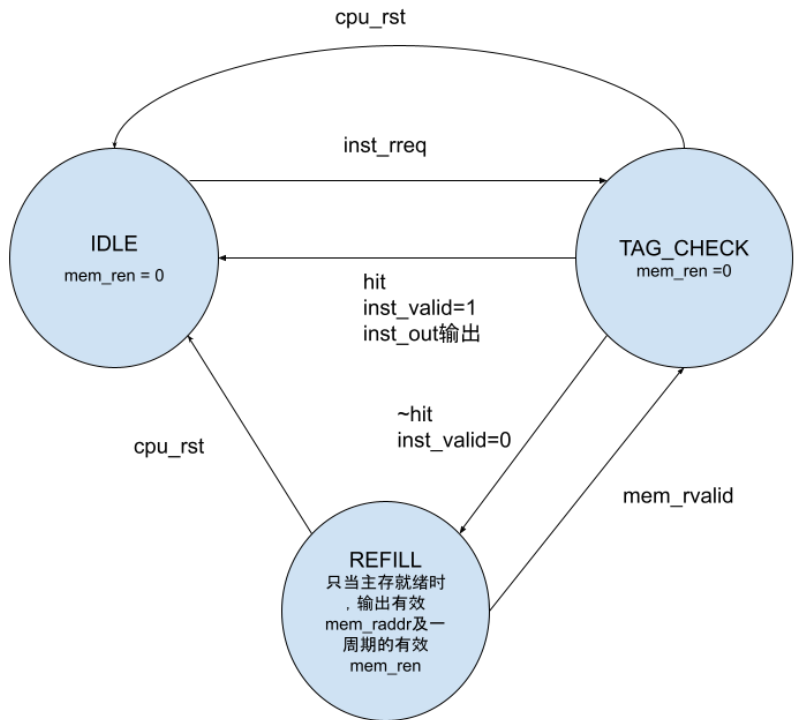 cpu_rst
inst_rreq
IDLE
mem_ren = 0
TAG_CHECK
mem_ren =0
hit
inst_valid=1
inst_out输出
~hit
inst_valid=0
cpu_rst
mem_rvalid
REFILL
只当主存就绪时
，输出有效
mem_raddr及一
周期的有效
mem_ren